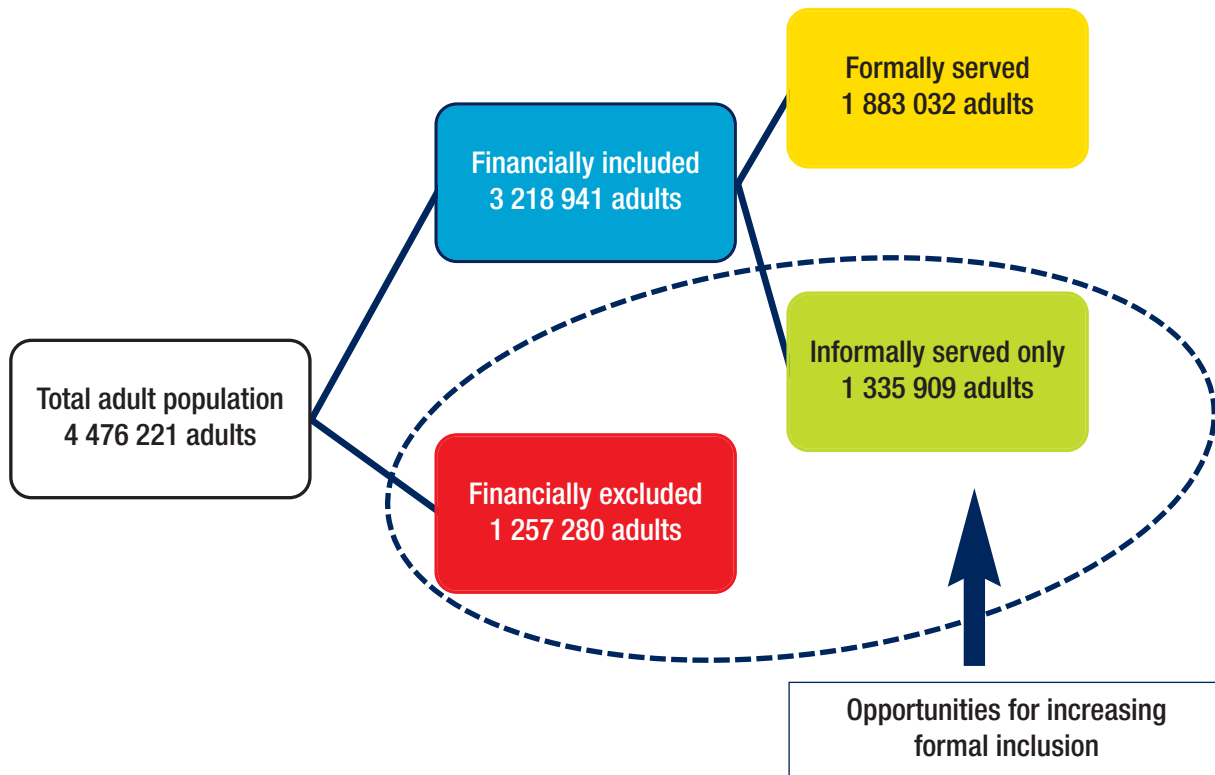 Formally served
1 883 032 adults
Financially included
3 218 941 adults
Informally served only
1 335 909 adults
Total adult population
4 476 221 adults
Financially excluded
1 257 280 adults
Opportunities for increasing
formal inclusion